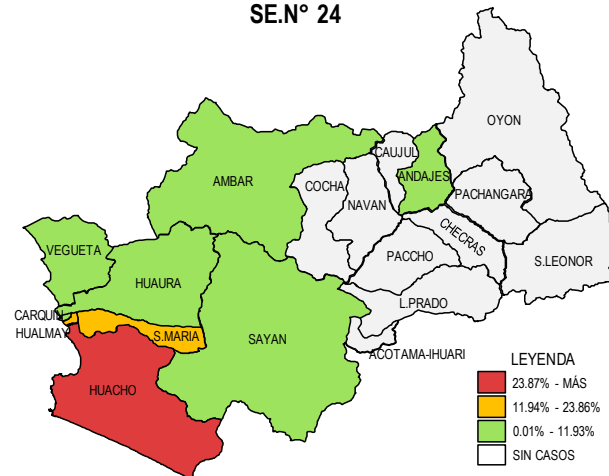 SE.N° 24
OYON
CAUJUL
ANDAJES
AMBAR
COCHA
NAVAN
PACHANGARA
CHECRAS
VEGUETA
HUAURA
PACCHO
S.LEONOR
L.PRADO
CARQUIN
HUALMAY
S.MARIA
SAYAN
ACOTAMA-IHUARI
HUACHO
LEYENDA
23.87% - MÁS
11.94% - 23.86%
0.01% - 11.93%
SIN CASOS